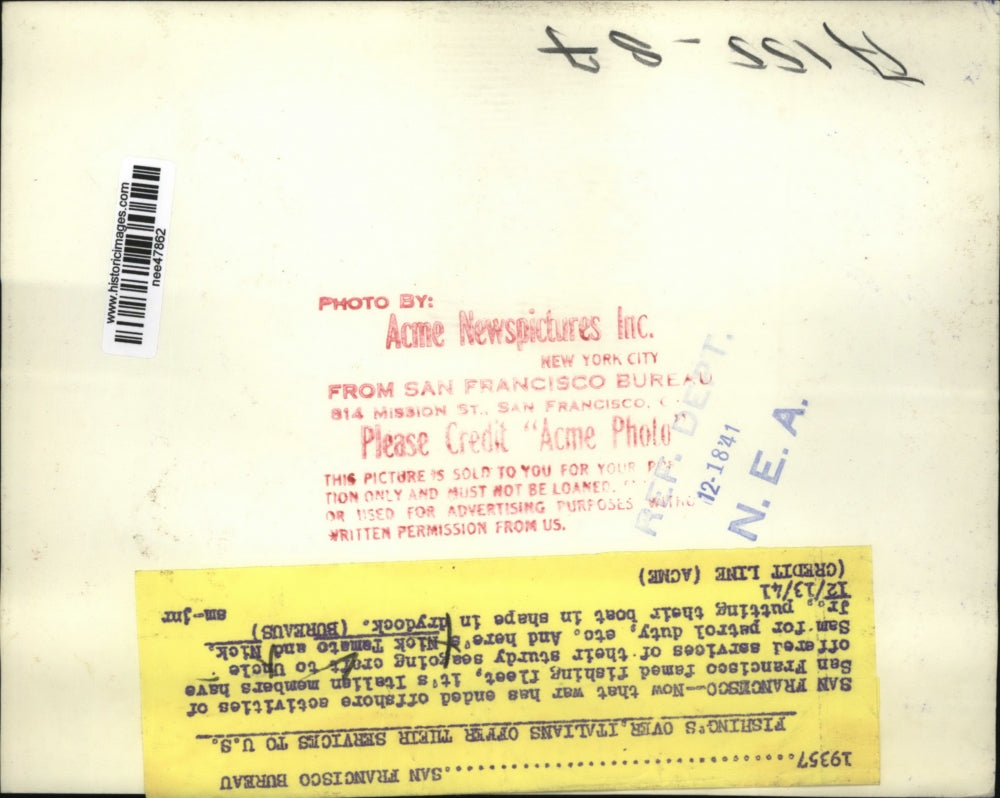 A 155-87
www.historicimages.com
nee47862
PHOTO BY:
Acme Newspictures Inc.
NEW YORK CITY
FROM SAN FRANCISCO BUREAU
814 MISSION ST., SAN FRANCISCO, C
Please Credit "Acme Photo"
THIS PICTURE IS SOLD TO YOU FOR YOUR
TION ONLY AND MUST NOT BE LOANED.
OR USED FOR ADVERTISING PURPOSES
WRITTEN PERMISSION FROM US.
REF. DEPT.
12-18'41
N. E. A.
19357...............................SAN FRANCISCO BUREAU
FISHING'S OVER, ITALIANS OFFER THEIR SERVICES TO U.S.
SAN FRANCISCO--Now that war has ended offshore activities of
San Francisco famed fishing fleet, it's Italian members have
offered services of their sturdy seagoing craft to Uncle
Sam for patrol duty, etc. And here's Nick Tomato and Nick,
Jr., putting their boat in shape in drydock. (BUREAUS)
12/13/41 sm-jnr
(CREDIT LINE (ACME)